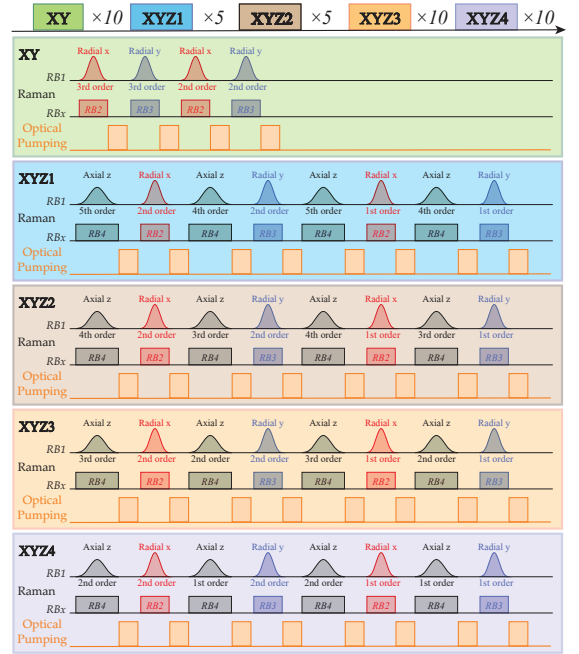 XY ×10 XYZ1 ×5 XYZ2 ×5 XYZ3 ×10 XYZ4 ×10
XY
Radial x Radial y Radial x Radial y
RB1
3rd order 3rd order 2nd order 2nd order
Raman
RBx RB2 RB3 RB2 RB3
Optical
Pumping
XYZ1
Axial z Radial x Axial z Radial y Axial z Radial x Axial z Radial y
RB1
5th order 2nd order 4th order 2nd order 5th order 1st order 4th order 1st order
Raman
RBx RB4 RB2 RB4 RB3 RB4 RB2 RB4 RB3
Optical
Pumping
XYZ2
Axial z Radial x Axial z Radial y Axial z Radial x Axial z Radial y
RB1
4th order 2nd order 3rd order 2nd order 4th order 1st order 3rd order 1st order
Raman
RBx RB4 RB2 RB4 RB3 RB4 RB2 RB4 RB3
Optical
Pumping
XYZ3
Axial z Radial x Axial z Radial y Axial z Radial x Axial z Radial y
RB1
3rd order 2nd order 2nd order 2nd order 3rd order 1st order 2nd order 1st order
Raman
RBx RB4 RB2 RB4 RB3 RB4 RB2 RB4 RB3
Optical
Pumping
XYZ4
Axial z Radial x Axial z Radial y Axial z Radial x Axial z Radial y
RB1
2nd order 2nd order 1st order 2nd order 2nd order 1st order 1st order 1st order
Raman
RBx RB4 RB2 RB4 RB3 RB4 RB2 RB4 RB3
Optical
Pumping